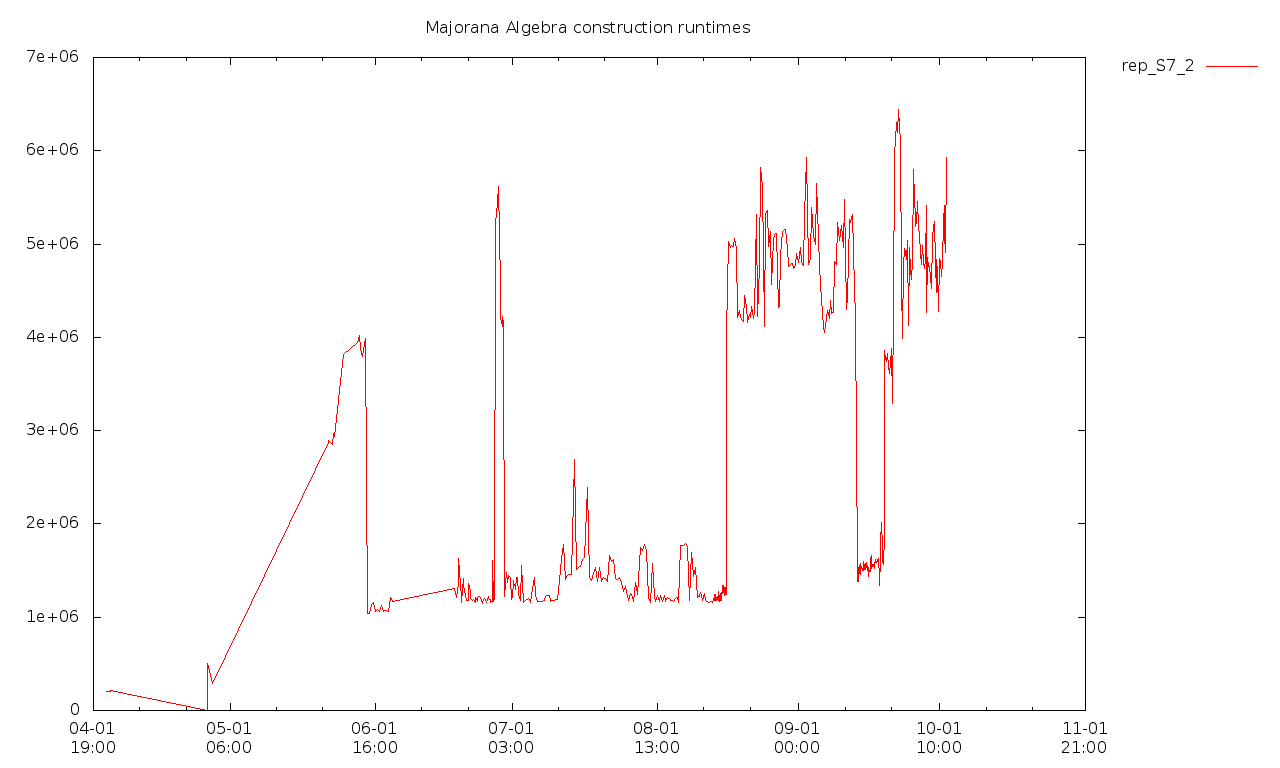 Majorana Algebra construction runtimes
rep_S7_2
7e+06
6e+06
5e+06
4e+06
3e+06
2e+06
1e+06
0
04-01 05-01 06-01 07-01 08-01 09-01 10-01 11-01
19:00 06:00 16:00 03:00 13:00 00:00 10:00 21:00